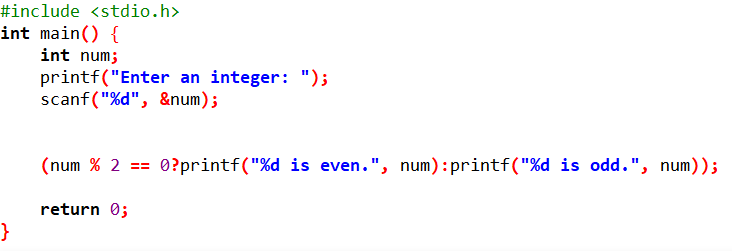 #include <stdio.h>
int main() {
    int num;
    printf("Enter an integer: ");
    scanf("%d", &num);
    (num % 2 == 0?printf("%d is even.", num):printf("%d is odd.", num));
    return 0;
}